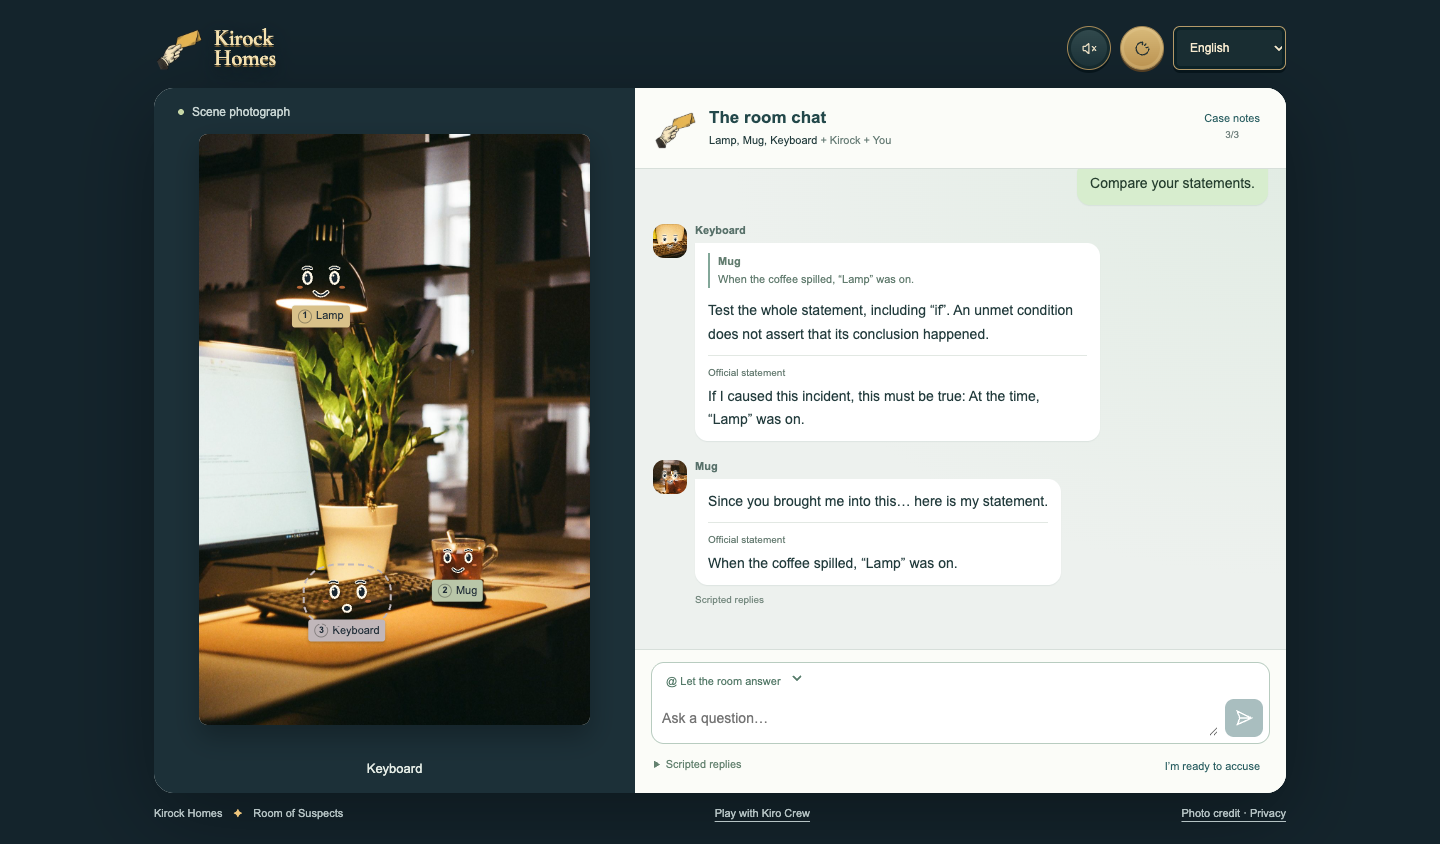 Kirock
Homes
English
Scene photograph
1 Lamp
2 Mug
3 Keyboard
Keyboard
The room chat
Lamp, Mug, Keyboard + Kirock + You
Case notes
3/3
Compare your statements.
Keyboard
Mug
When the coffee spilled, “Lamp” was on.
Test the whole statement, including “if”. An unmet condition
does not assert that its conclusion happened.
Official statement
If I caused this incident, this must be true: At the time,
“Lamp” was on.
Mug
Since you brought me into this… here is my statement.
Official statement
When the coffee spilled, “Lamp” was on.
Scripted replies
@ Let the room answer
Ask a question…
Scripted replies
I’m ready to accuse
Kirock Homes ✦ Room of Suspects
Play with Kiro Crew
Photo credit · Privacy